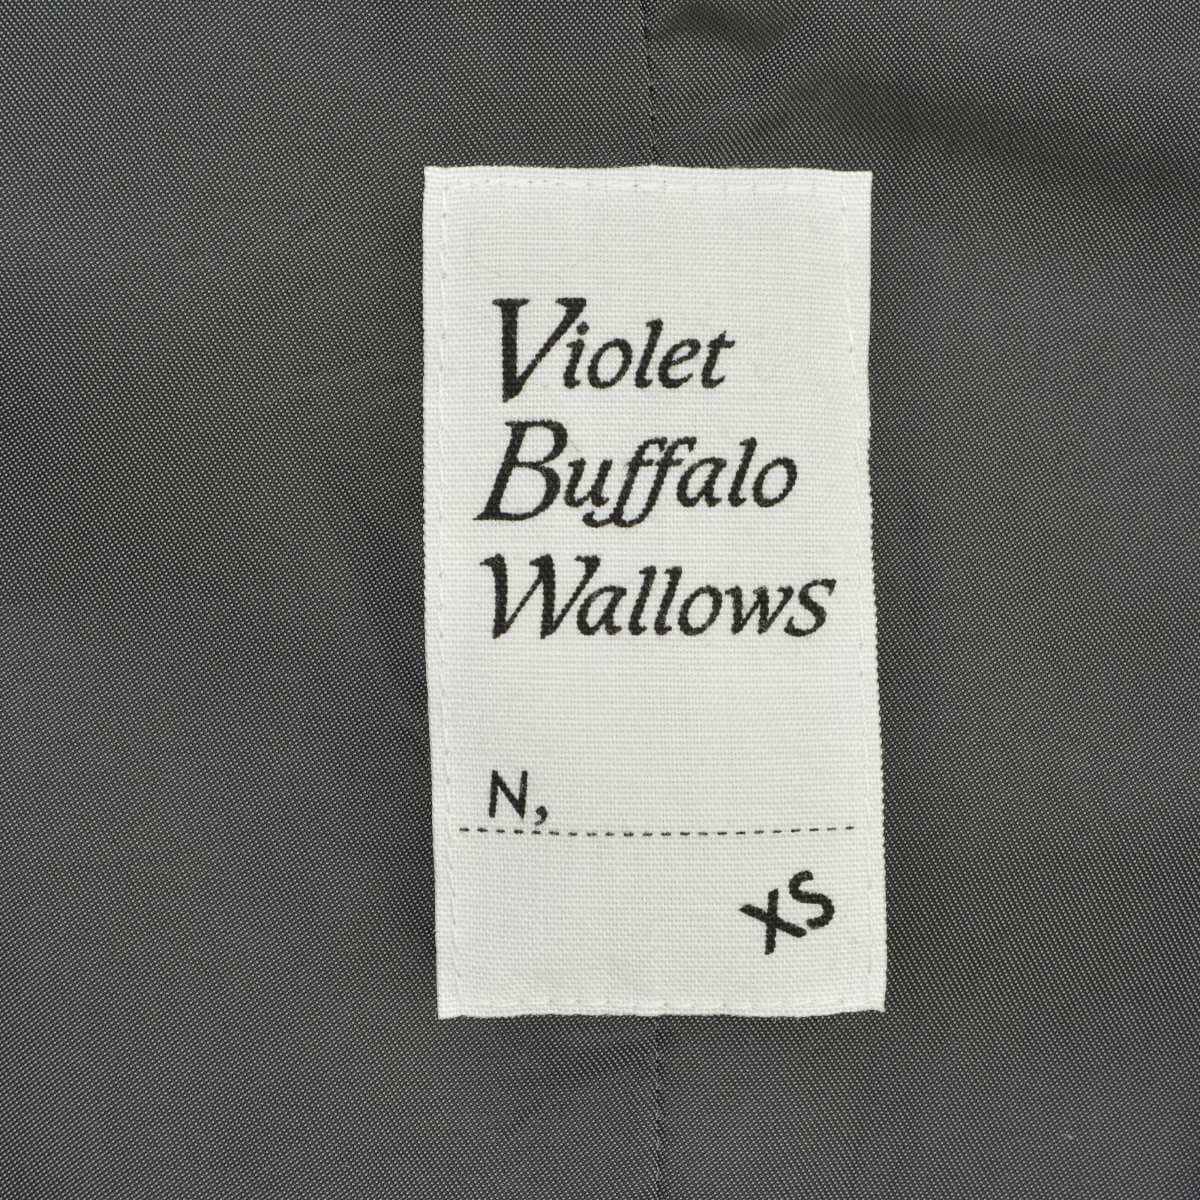 Violet
Buffalo
Wallows
N,
XS